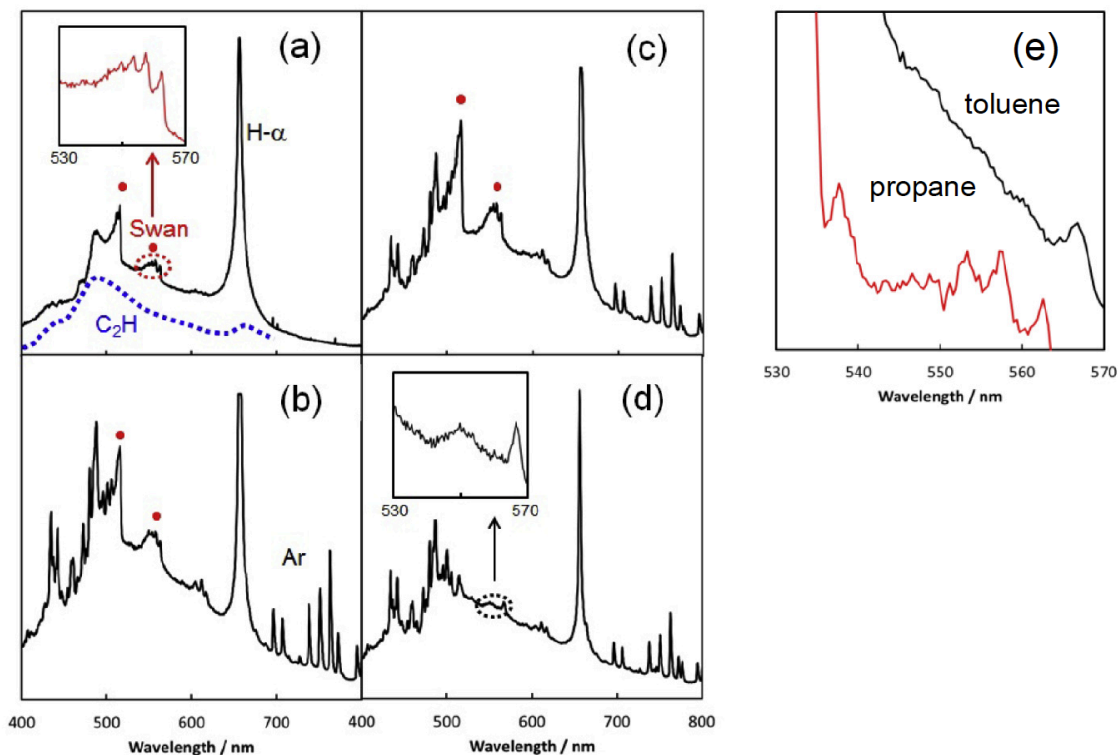 (a)
530
570
H-α
Swan
C2H
(c)
(e)
toluene
propane
530
540
550
560
570
Wavelength / nm
(b)
Ar
400
500
600
700
Wavelength / nm
(d)
530
570
400
500
600
700
800
Wavelength / nm